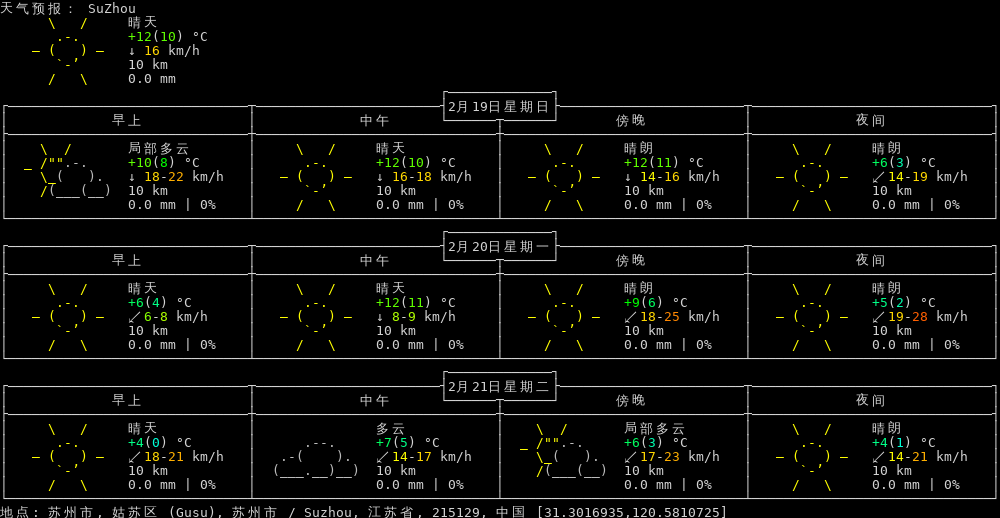 天气预报： SuZhou
晴天
+12(10) °C
↓ 16 km/h
10 km
0.0 mm
2月19日星期日
早上 中午 傍晚 夜间
局部多云 晴天 晴朗 晴朗
+10(8) °C +12(10) °C +12(11) °C +6(3) °C
↓ 18-22 km/h ↓ 16-18 km/h ↓ 14-16 km/h ↙ 14-19 km/h
10 km 10 km 10 km 10 km
0.0 mm | 0% 0.0 mm | 0% 0.0 mm | 0% 0.0 mm | 0%
2月20日星期一
早上 中午 傍晚 夜间
晴天 晴天 晴朗 晴朗
+6(4) °C +12(11) °C +9(6) °C +5(2) °C
↙ 6-8 km/h ↓ 8-9 km/h ↙ 18-25 km/h ↙ 19-28 km/h
10 km 10 km 10 km 10 km
0.0 mm | 0% 0.0 mm | 0% 0.0 mm | 0% 0.0 mm | 0%
2月21日星期二
早上 中午 傍晚 夜间
晴天 多云 局部多云 晴朗
+4(0) °C +7(5) °C +6(3) °C +4(1) °C
↙ 18-21 km/h ↙ 14-17 km/h ↙ 17-23 km/h ↙ 14-21 km/h
10 km 10 km 10 km 10 km
0.0 mm | 0% 0.0 mm | 0% 0.0 mm | 0% 0.0 mm | 0%
地点: 苏州市, 姑苏区 (Gusu), 苏州市 / Suzhou, 江苏省, 215129, 中国 [31.3016935,120.5810725]